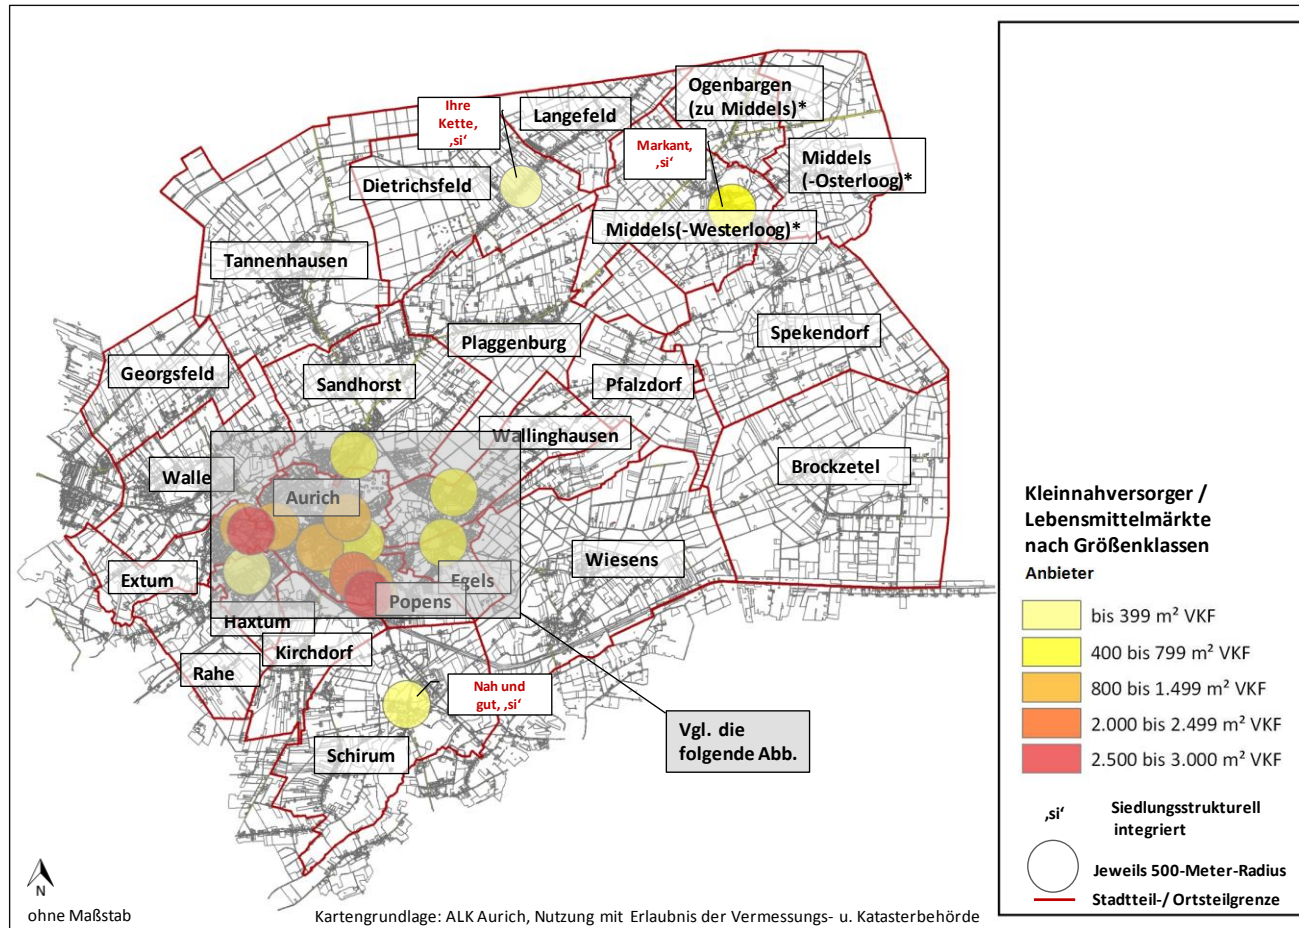 Ogenbargen
(zu Middels)*
Ihre
Kette,
‚si‘
Langefeld
Markant,
‚si‘
Middels
(-Osterloog)*
Dietrichsfeld
Middels(-Westerloog)*
Tannenhausen
Spekendorf
Plaggenburg
Georgsfeld
Sandhorst
Pfalzdorf
Wallinghausen
Walle
Brockzetel
Aurich
Wiesens
Extum
Egels
Popens
Haxtum
Kirchdorf
Rahe
Nah und
gut, ‚si‘
Schirum
Vgl. die
folgende Abb.
N
ohne Maßstab
Kartengrundlage: ALK Aurich, Nutzung mit Erlaubnis der Vermessungs- u. Katasterbehörde
Kleinnahversorger /
Lebensmittelmärkte
nach Größenklassen
Anbieter
bis 399 m² VKF
400 bis 799 m² VKF
800 bis 1.499 m² VKF
2.000 bis 2.499 m² VKF
2.500 bis 3.000 m² VKF
‚si‘ Siedlungsstrukturell
integriert
Jeweils 500-Meter-Radius
Stadtteil-/ Ortsteilgrenze